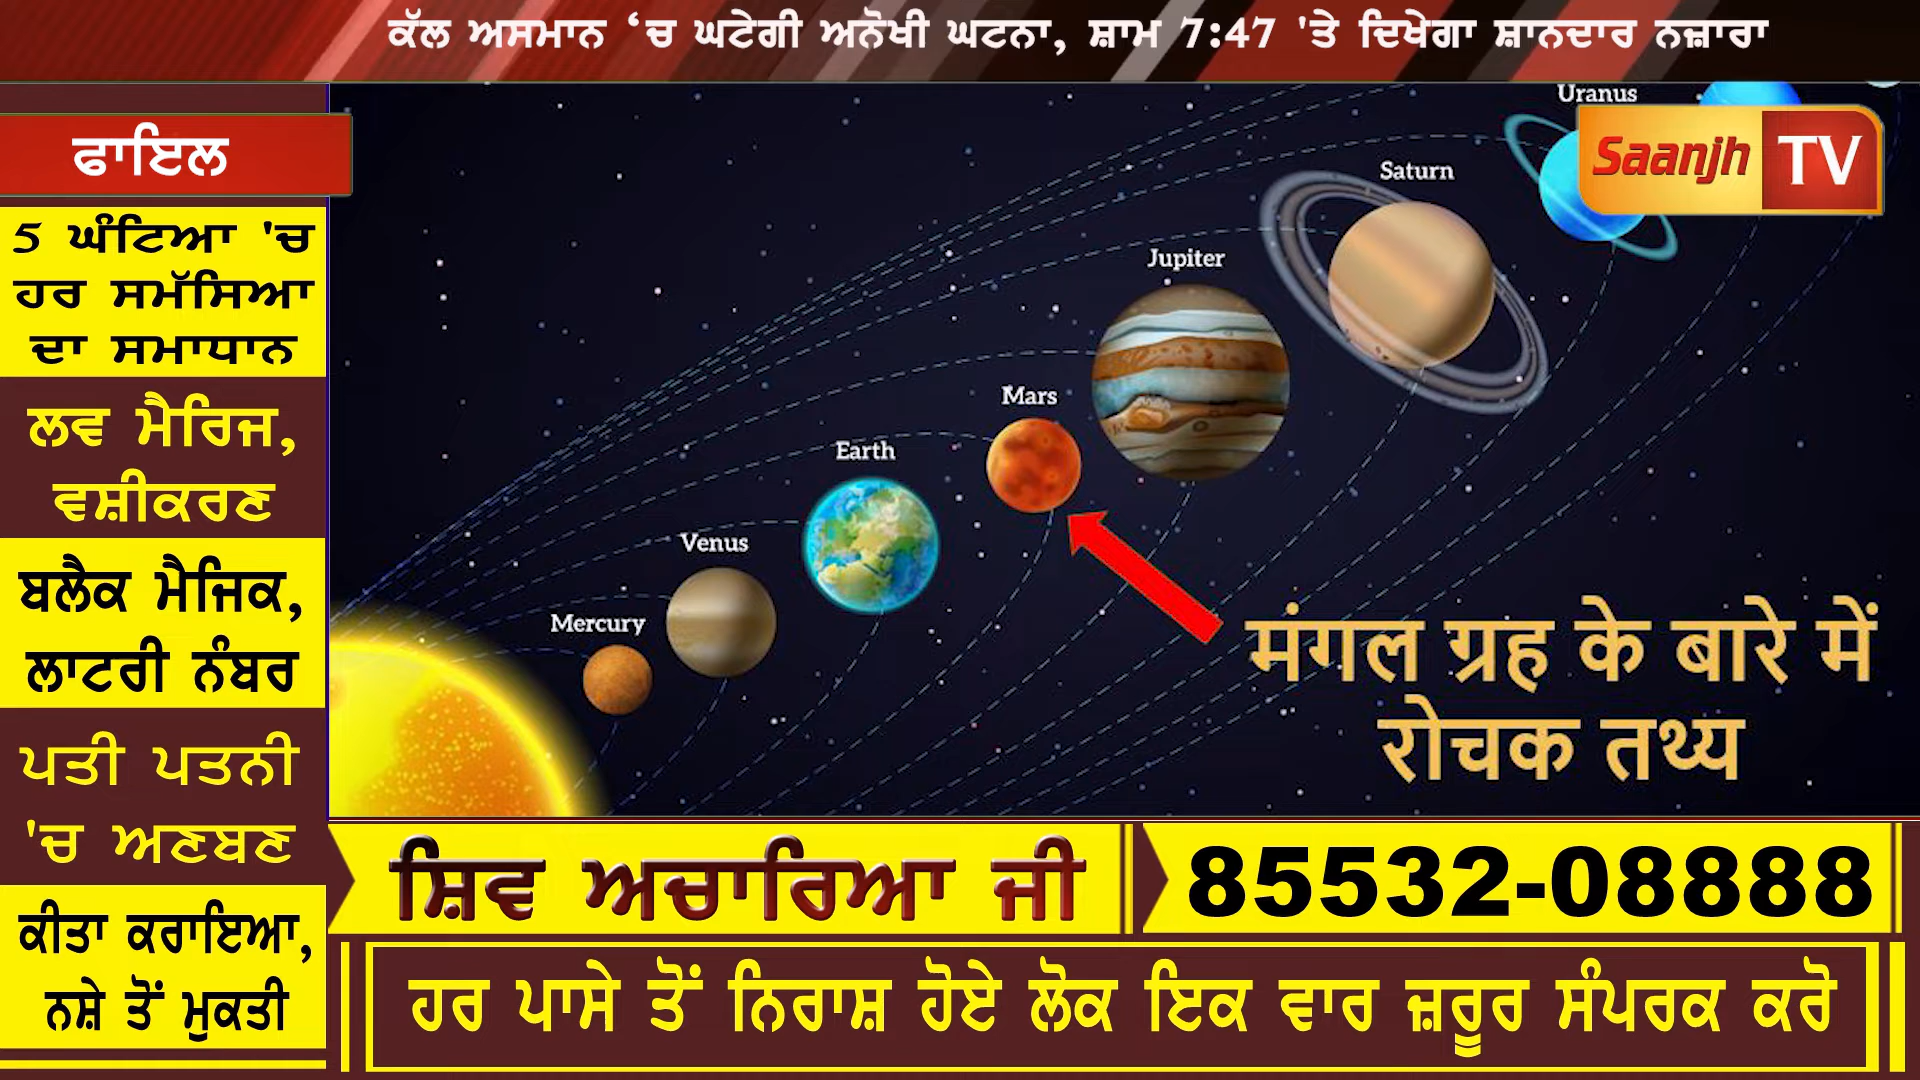 ਕੱਲ ਅਸਮਾਨ ‘ਚ ਘਟੇਗੀ ਅਨੋਖੀ ਘਟਨਾ, ਸ਼ਾਮ 7:47 'ਤੇ ਦਿਖੇਗਾ ਸ਼ਾਨਦਾਰ ਨਜ਼ਾਰਾ
ਫਾਇਲ
5 ਘੰਟਿਆ 'ਚ
ਹਰ ਸਮੱਸਿਆ
ਦਾ ਸਮਾਧਾਨ
ਲਵ ਮੈਰਿਜ,
ਵਸ਼ੀਕਰਣ
ਬਲੈਕ ਮੈਜਿਕ,
ਲਾਟਰੀ ਨੰਬਰ
ਪਤੀ ਪਤਨੀ
'ਚ ਅਣਬਣ
ਕੀਤਾ ਕਰਾਇਆ,
ਨਸ਼ੇ ਤੋਂ ਮੁਕਤੀ
Uranus
Saanjh TV
Saturn
Jupiter
Mars
Earth
Venus
Mercury
मंगल ग्रह के बारे में
रोचक तथ्य
ਸ਼ਿਵ ਅਚਾਰਿਆ ਜੀ
85532-08888
ਹਰ ਪਾਸੇ ਤੋਂ ਨਿਰਾਸ਼ ਹੋਏ ਲੋਕ ਇਕ ਵਾਰ ਜ਼ਰੂਰ ਸੰਪਰਕ ਕਰੋ